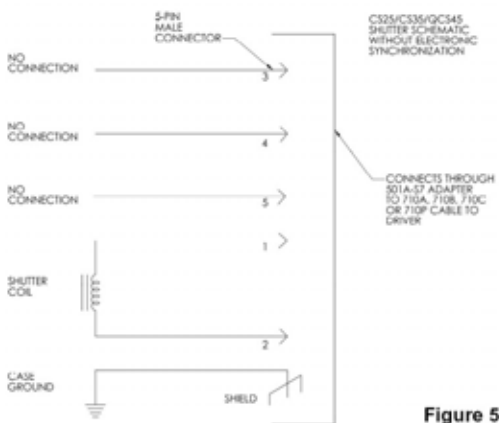 5-PIN
MALE
CONNECTOR
CS25/CS35/QCS45
SHUTTER SCHEMATIC
WITHOUT ELECTRONIC
SYNCHRONIZATION
NO
CONNECTION
3
NO
CONNECTION
4
CONNECTS THROUGH
501A-S7 ADAPTER
TO 710A, 710B, 710C
OR 710P CABLE TO
DRIVER
NO
CONNECTION
5
1
SHUTTER
COIL
2
CASE
GROUND
SHIELD
Figure 5